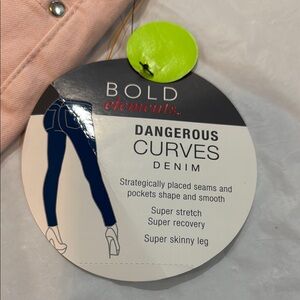 BOLD
elements™
DANGEROUS
CURVES
DENIM
Strategically placed seams and
pockets shape and smooth
Super stretch
Super recovery
Super skinny leg